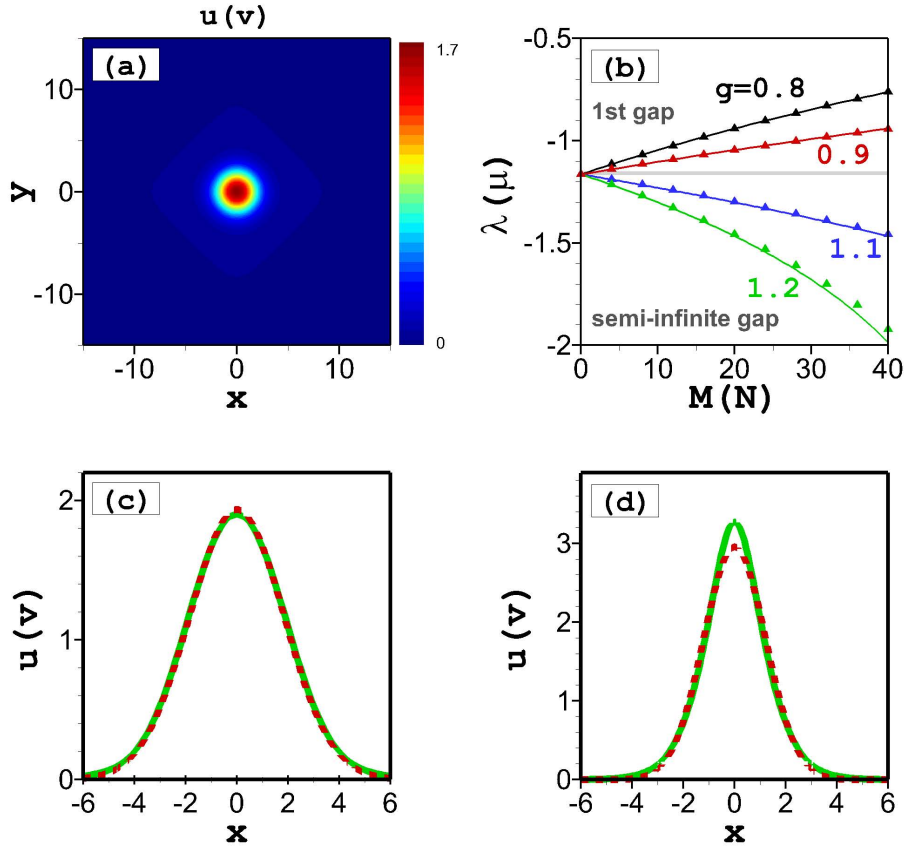 u(v)
(a)
1.7
0
10
0
-10
y
-10
0
10
x
(b)
-0.5
-1
-1.5
-2
λ(μ)
g=0.8
1st gap
0.9
1.1
1.2
semi-infinite gap
0
10
20
30
40
M(N)
(c)
2
1
0
u(v)
-6
-4
-2
0
2
4
6
x
(d)
3
2
1
0
u(v)
-6
-4
-2
0
2
4
6
x